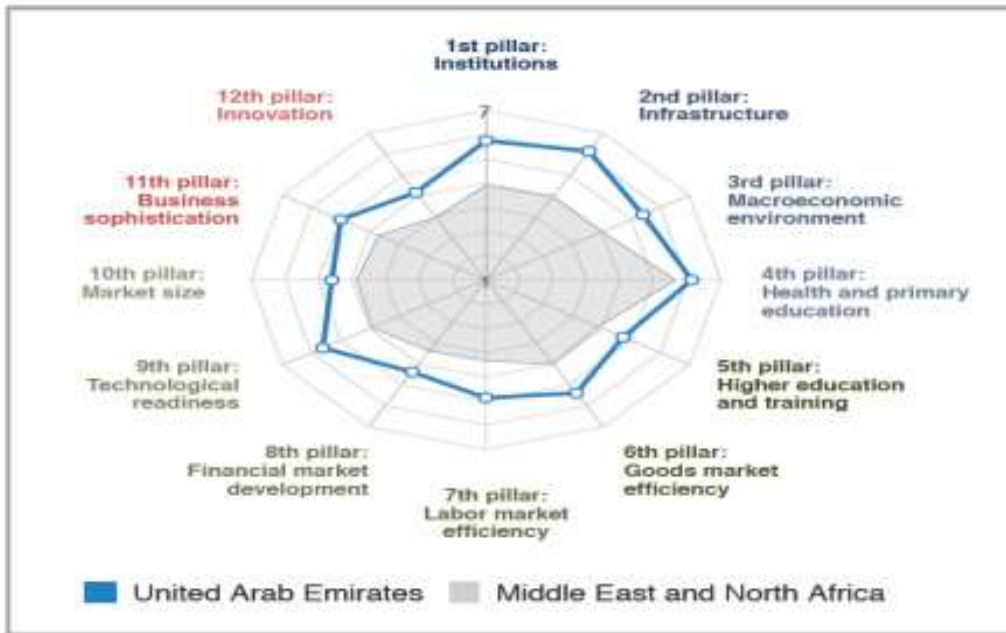 1st pillar:
Institutions
2nd pillar:
Infrastructure
3rd pillar:
Macroeconomic
environment
4th pillar:
Health and primary
education
5th pillar:
Higher education
and training
6th pillar:
Goods market
efficiency
7th pillar:
Labor market
efficiency
8th pillar:
Financial market
development
9th pillar:
Technological
readiness
10th pillar:
Market size
11th pillar:
Business
sophistication
12th pillar:
Innovation
7
United Arab Emirates
Middle East and North Africa